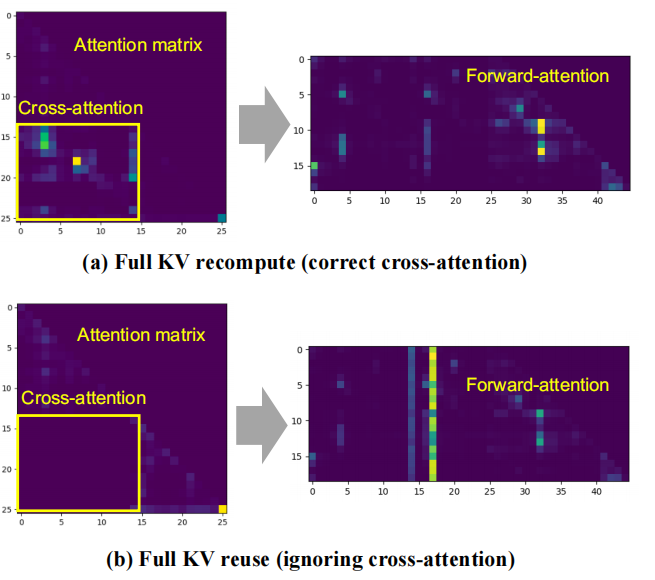 Attention matrix
Cross-attention
0
5
10
15
20
25
0 5 10 15 20 25
Forward-attention
0
5
10
15
0 5 10 15 20 25 30 35 40
(a) Full KV recompute (correct cross-attention)
Attention matrix
Cross-attention
0
5
10
15
20
25
0 5 10 15 20 25
Forward-attention
0
5
10
15
0 5 10 15 20 25 30 35 40
(b) Full KV reuse (ignoring cross-attention)